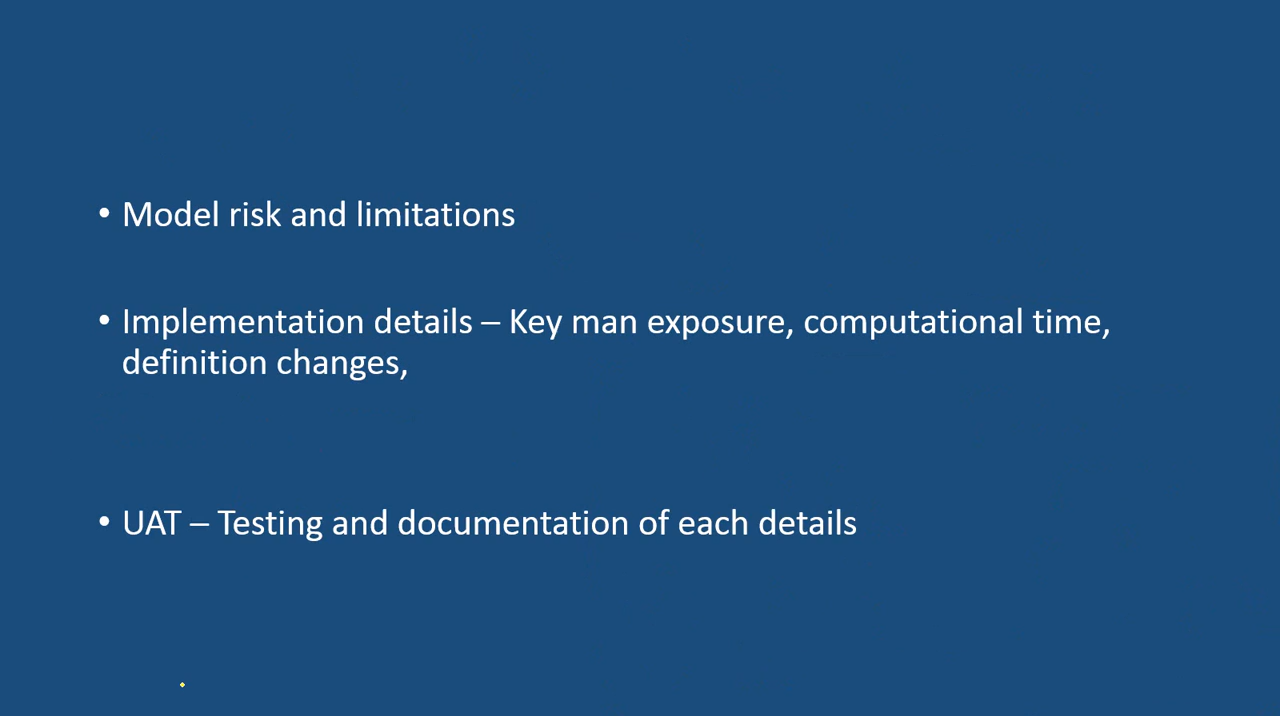 • Model risk and limitations
• Implementation details – Key man exposure, computational time,
definition changes,
• UAT – Testing and documentation of each details